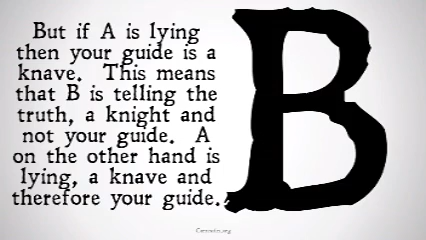 But if A is lying
then your guide is a
knave. This means
that B is telling the
truth, a knight and
not your guide. A
on the other hand is
lying, a knave and
therefore your guide.
B